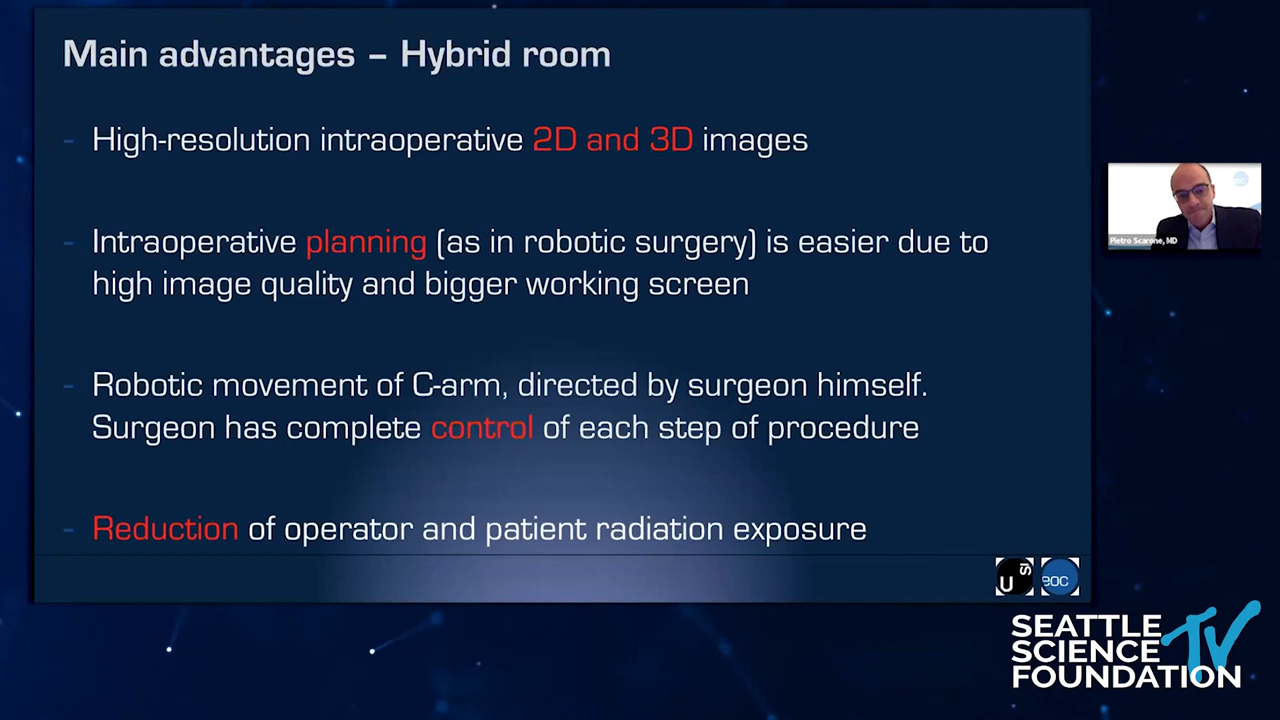 Main advantages – Hybrid room
- High-resolution intraoperative 2D and 3D images
- Intraoperative planning (as in robotic surgery) is easier due to
high image quality and bigger working screen
- Robotic movement of C-arm, directed by surgeon himself.
Surgeon has complete control of each step of procedure
- Reduction of operator and patient radiation exposure
U SI
eoc
eoc
Pietro Scarone, MD
SEATTLE
SCIENCE
FOUNDATION
TV